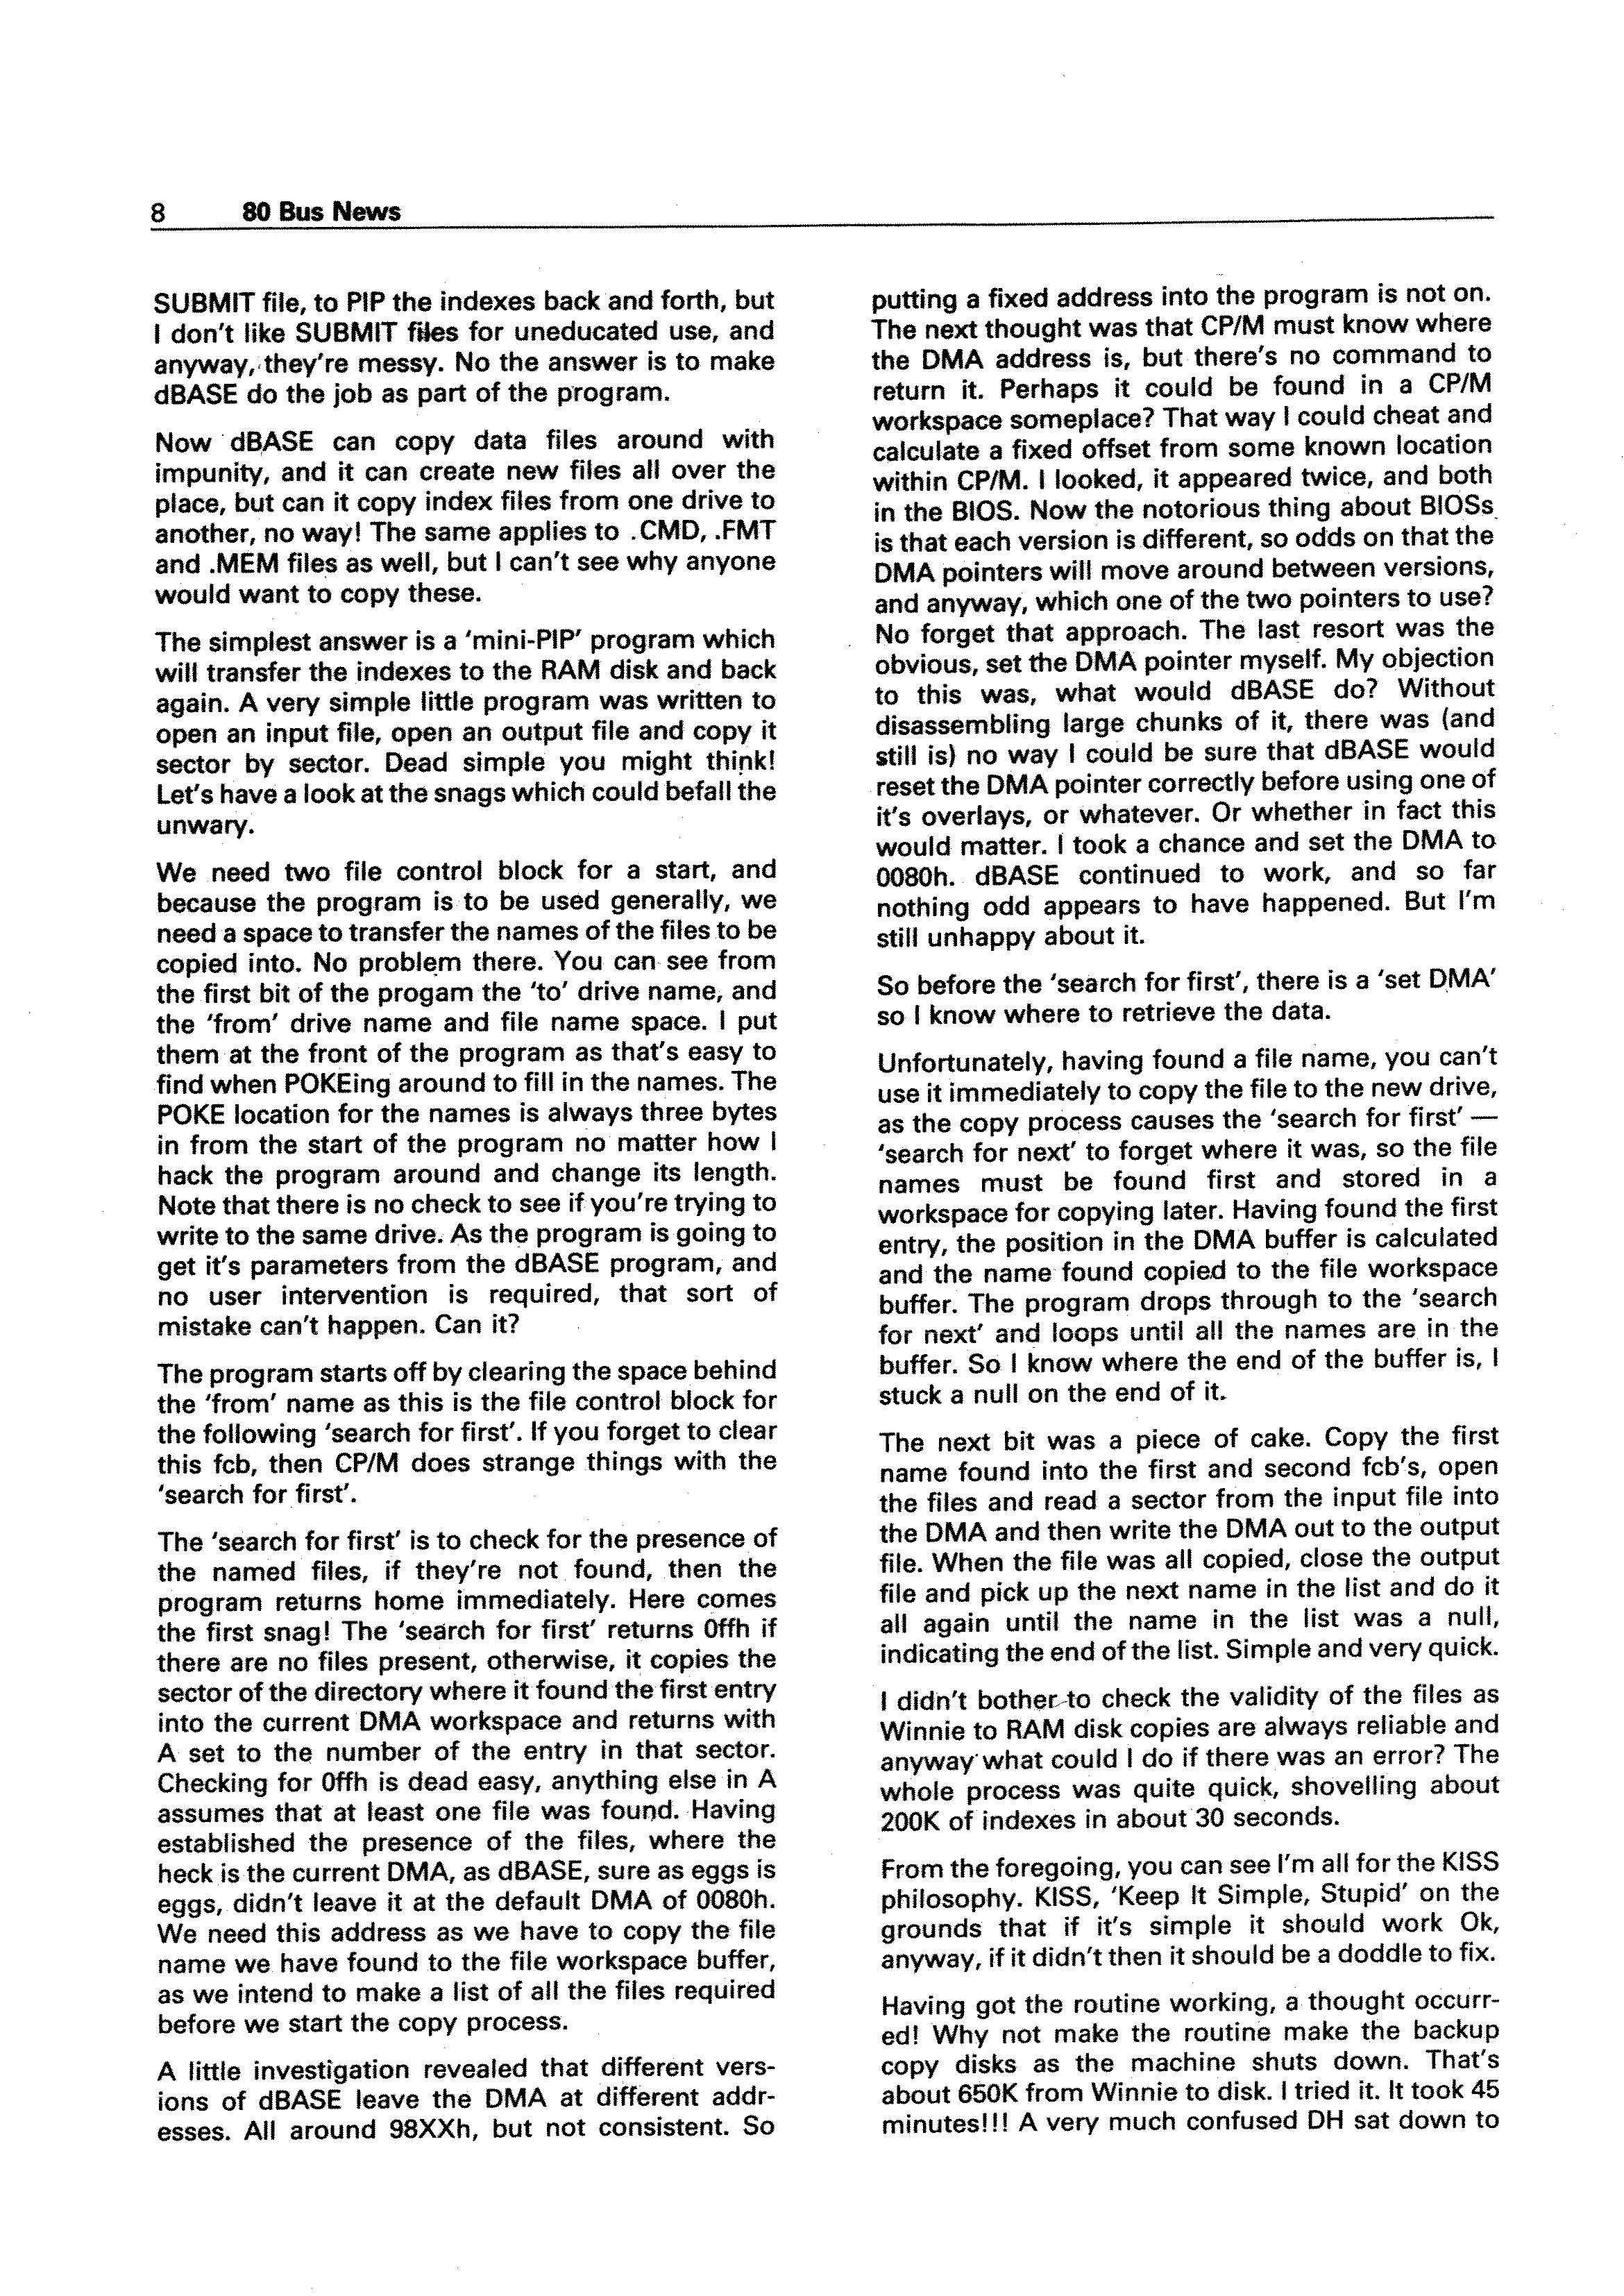 8 80 Bus News
SUBMIT file, to PIP the indexes back and forth, but
I don't like SUBMIT files for uneducated use, and
anyway, they're messy. No the answer is to make
dBASE do the job as part of the program.
Now dBASE can copy data files around with
impunity, and it can create new files all over the
place, but can it copy index files from one drive to
another, no way! The same applies to .CMD, .FMT
and .MEM files as well, but I can't see why anyone
would want to copy these.
The simplest answer is a 'mini-PIP' program which
will transfer the indexes to the RAM disk and back
again. A very simple little program was written to
open an input file, open an output file and copy it
sector by sector. Dead simple you might think!
Let's have a look at the snags which could befall the
unwary.
We need two file control block for a start, and
because the program is to be used generally, we
need a space to transfer the names of the files to be
copied into. No problem there. You can see from
the first bit of the progam the 'to' drive name, and
the 'from' drive name and file name space. I put
them at the front of the program as that's easy to
find when POKEing around to fill in the names. The
POKE location for the names is always three bytes
in from the start of the program no matter how I
hack the program around and change its length.
Note that there is no check to see if you're trying to
write to the same drive. As the program is going to
get it's parameters from the dBASE program, and
no user intervention is required, that sort of
mistake can't happen. Can it?
The program starts off by clearing the space behind
the 'from' name as this is the file control block for
the following 'search for first'. If you forget to clear
this fcb, then CP/M does strange things with the
'search for first'.
The 'search for first' is to check for the presence of
the named files, if they're not found, then the
program returns home immediately. Here comes
the first snag! The 'search for first' returns 0ffh if
there are no files present, otherwise, it copies the
sector of the directory where it found the first entry
into the current DMA workspace and returns with
A set to the number of the entry in that sector.
Checking for 0ffh is dead easy, anything else in A
assumes that at least one file was found. Having
established the presence of the files, where the
heck is the current DMA, as dBASE, sure as eggs is
eggs, didn't leave it at the default DMA of 0080h.
We need this address as we have to copy the file
name we have found to the file workspace buffer,
as we intend to make a list of all the files required
before we start the copy process.
A little investigation revealed that different vers-
ions of dBASE leave the DMA at different addr-
esses. All around 98XXh, but not consistent. So
putting a fixed address into the program is not on.
The next thought was that CP/M must know where
the DMA address is, but there's no command to
return it. Perhaps it could be found in a CP/M
workspace someplace? That way I could cheat and
calculate a fixed offset from some known location
within CP/M. I looked, it appeared twice, and both
in the BIOS. Now the notorious thing about BIOSs
is that each version is different, so odds on that the
DMA pointers will move around between versions,
and anyway, which one of the two pointers to use?
No forget that approach. The last resort was the
obvious, set the DMA pointer myself. My objection
to this was, what would dBASE do? Without
disassembling large chunks of it, there was (and
still is) no way I could be sure that dBASE would
reset the DMA pointer correctly before using one of
it's overlays, or whatever. Or whether in fact this
would matter. I took a chance and set the DMA to
0080h. dBASE continued to work, and so far
nothing odd appears to have happened. But I'm
still unhappy about it.
So before the 'search for first', there is a 'set DMA'
so I know where to retrieve the data.
Unfortunately, having found a file name, you can't
use it immediately to copy the file to the new drive,
as the copy process causes the 'search for first' —
'search for next' to forget where it was, so the file
names must be found first and stored in a
workspace for copying later. Having found the first
entry, the position in the DMA buffer is calculated
and the name found copied to the file workspace
buffer. The program drops through to the 'search
for next' and loops until all the names are in the
buffer. So I know where the end of the buffer is, I
stuck a null on the end of it.
The next bit was a piece of cake. Copy the first
name found into the first and second fcb's, open
the files and read a sector from the input file into
the DMA and then write the DMA out to the output
file. When the file was all copied, close the output
file and pick up the next name in the list and do it
all again until the name in the list was a null,
indicating the end of the list. Simple and very quick.
I didn't bother to check the validity of the files as
Winnie to RAM disk copies are always reliable and
anyway what could I do if there was an error? The
whole process was quite quick, shovelling about
200K of indexes in about 30 seconds.
From the foregoing, you can see I'm all for the KISS
philosophy. KISS, 'Keep It Simple, Stupid' on the
grounds that if it's simple it should work Ok,
anyway, if it didn't then it should be a doddle to fix.
Having got the routine working, a thought occurr-
ed! Why not make the routine make the backup
copy disks as the machine shuts down. That's
about 650K from Winnie to disk. I tried it. It took 45
minutes!!! A very much confused DH sat down to